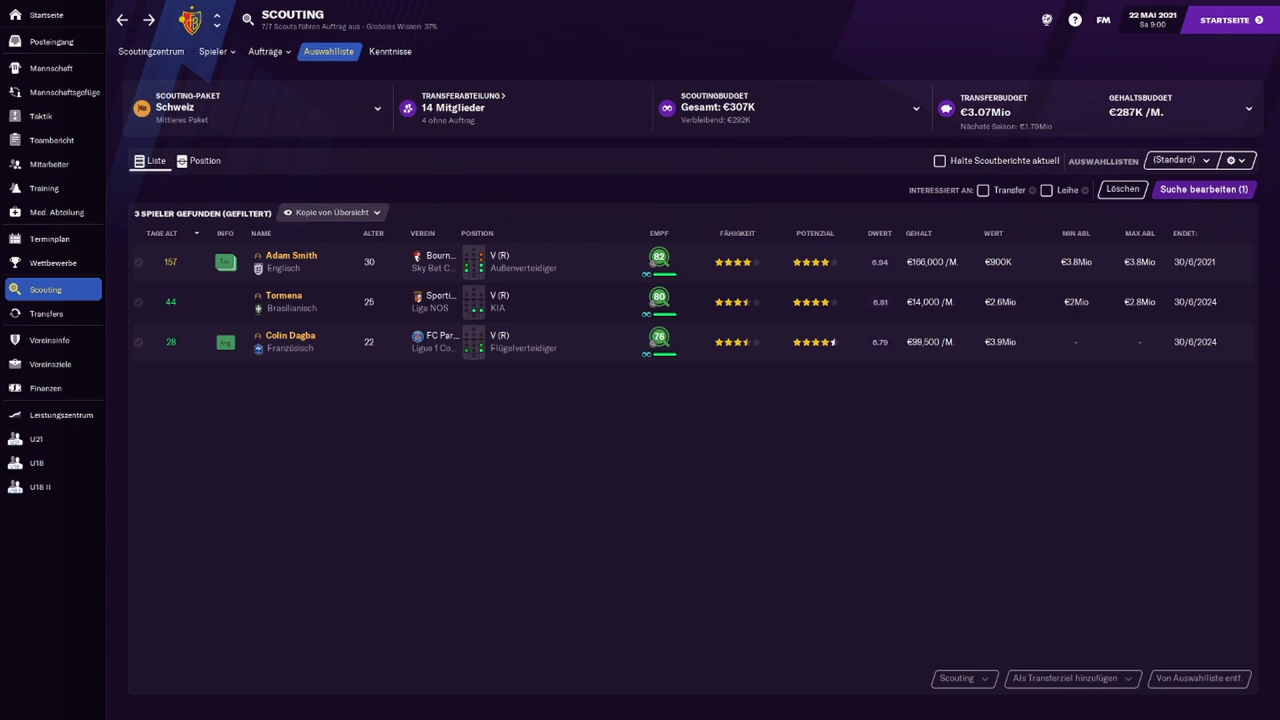 Startseite
Posteingang
Mannschaft
Mannschaftsgefüge
Taktik
Teambericht
Mitarbeiter
Training
Med. Abteilung
Terminplan
Wettbewerbe
Scouting
Transfers
Vereinsinfo
Vereinsziele
Finanzen
Leistungszentrum
U21
U18
U18 II
SCOUTING
7/7 Scouts führen Auftrag aus - Globales Wissen: 37%
FM
22 MAI 2021
Sa 9:00
STARTSEITE
Scoutingzentrum Spieler Aufträge Auswahlliste Kenntnisse
SCOUTING-PAKET
Schweiz
Mittleres Paket
TRANSFERABTEILUNG >
14 Mitglieder
4 ohne Auftrag
SCOUTINGBUDGET
Gesamt: €307K
Verbleibend: €292K
TRANSFERBUDGET
€3.07Mio
Nächste Saison: €1.79Mio
GEHALTSBUDGET
€287K /M.
Liste Position
Halte Scoutberichte aktuell AUSWAHLLISTEN (Standard)
INTERESSIERT AN: Transfer Leihe Löschen Suche bearbeiten (1)
3 SPIELER GEFUNDEN (GEFILTERT) Kopie von Übersicht
TAGE ALT INFO NAME ALTER VEREIN POSITION EMPF FÄHIGKEIT POTENZIAL DWERT GEHALT WERT MIN ABL MAX ABL ENDET:
157 Adam Smith 30 Bourn... V (R) 82 6.94 €166,000 /M. €900K €3.8Mio €3.8Mio 30/6/2021
Englisch Sky Bet C... Außenverteidiger
44 Tormena 25 Sporti... V (R) 80 6.81 €14,000 /M. €2.6Mio €2Mio €2.8Mio 30/6/2024
Brasilianisch Liga NOS KIA
28 Ang Colin Dagba 22 FC Par... V (R) 76 6.79 €99,500 /M. €3.9Mio - - 30/6/2024
Französisch Ligue 1 Co... Flügelverteidiger
Scouting Als Transferziel hinzufügen Von Auswahlliste entf.